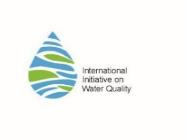 International
Initiative on
Water Quality